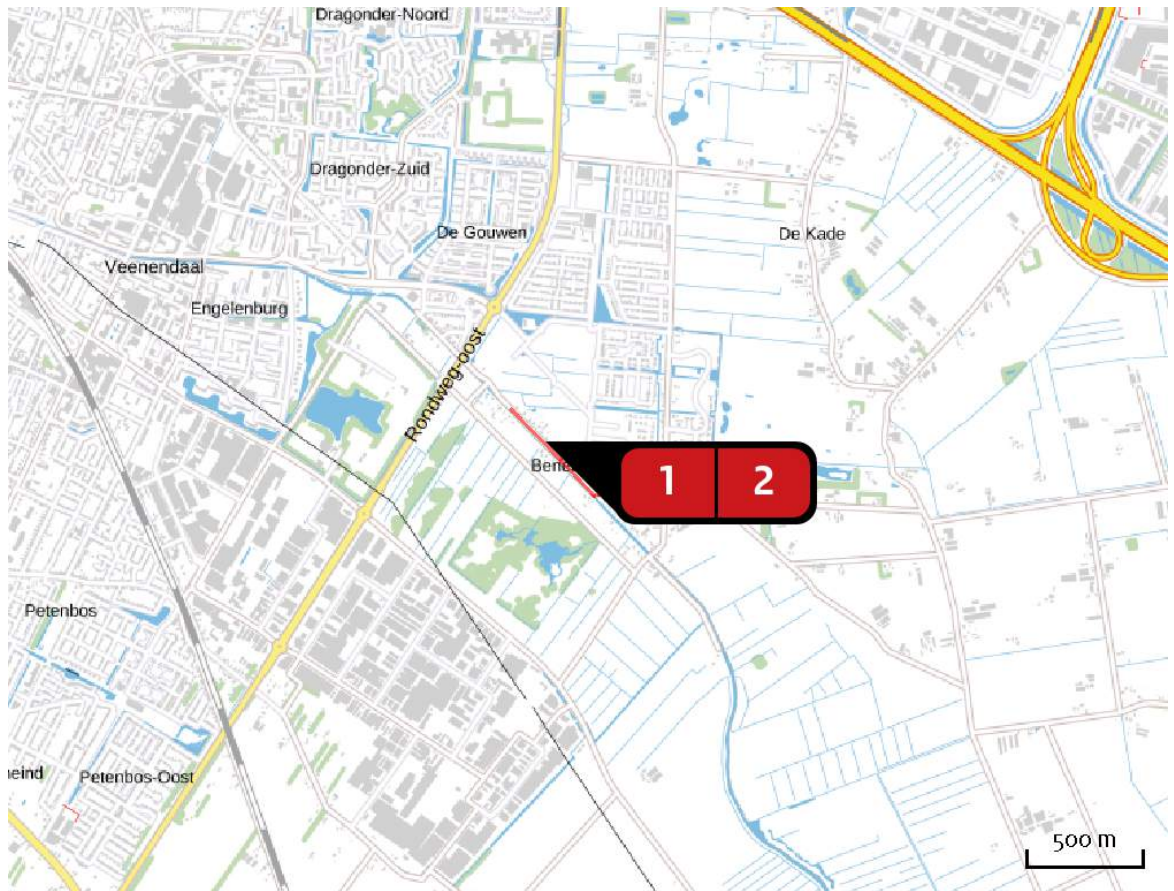 Dragonder-Noord
Dragonder-Zuid
De Gouwen
De Kade
Veenendaal
Engelenburg
Rondweg-oost
1 2
Petenbos
Petenbos-Oost
500 m